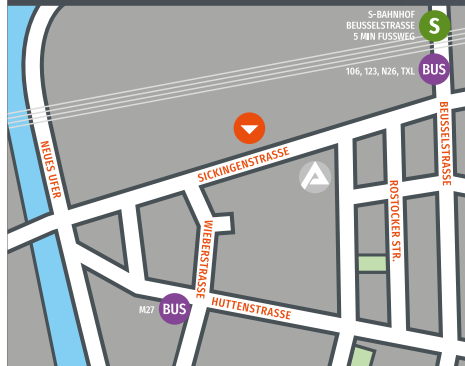 S-BAHNHOF
BEUSSELSTRASSE
5 MIN FUSSWEG
S
106, 123, N26, TXL
BUS
BEUSSELSTRASSE
NEUES UFER
SICKINGENSTRASSE
ROSTOCKER STR.
WIEBERSTRASSE
M27
BUS
HUTTENSTRASSE